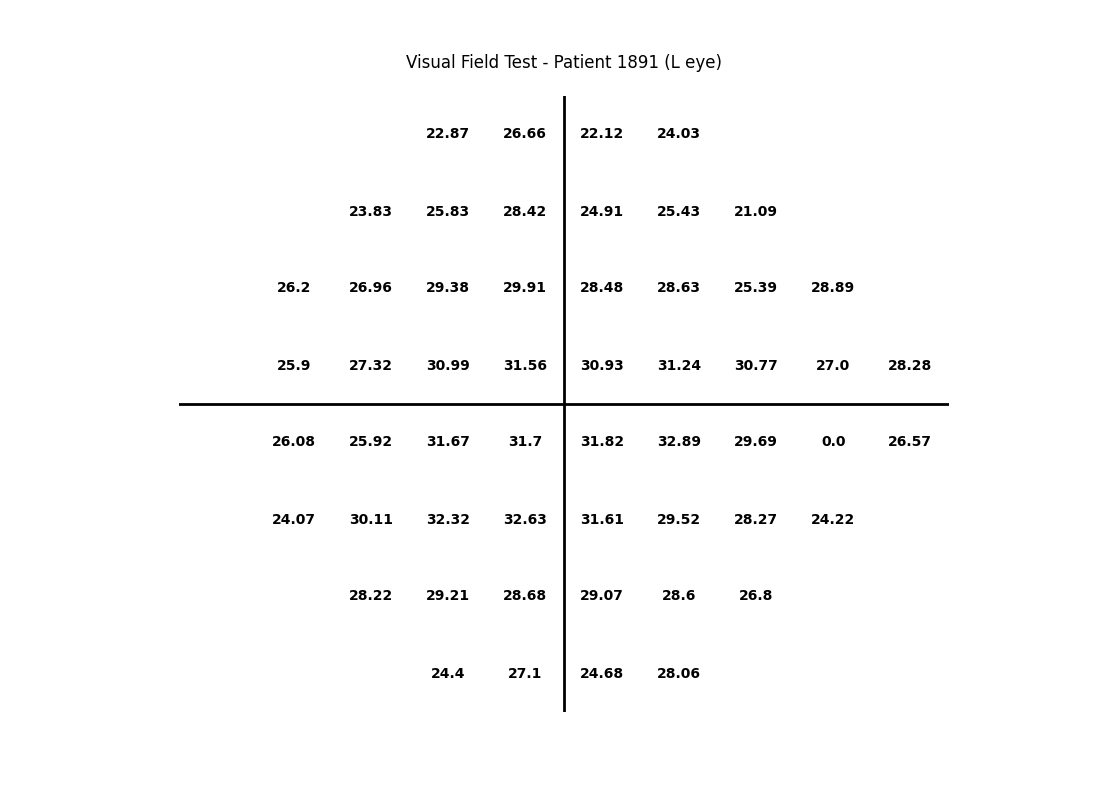 Visual Field Test - Patient 1891 (L eye)
22.87 26.66 22.12 24.03
23.83 25.83 28.42 24.91 25.43 21.09
26.2 26.96 29.38 29.91 28.48 28.63 25.39 28.89
25.9 27.32 30.99 31.56 30.93 31.24 30.77 27.0 28.28
26.08 25.92 31.67 31.7 31.82 32.89 29.69 0.0 26.57
24.07 30.11 32.32 32.63 31.61 29.52 28.27 24.22
28.22 29.21 28.68 29.07 28.6 26.8
24.4 27.1 24.68 28.06